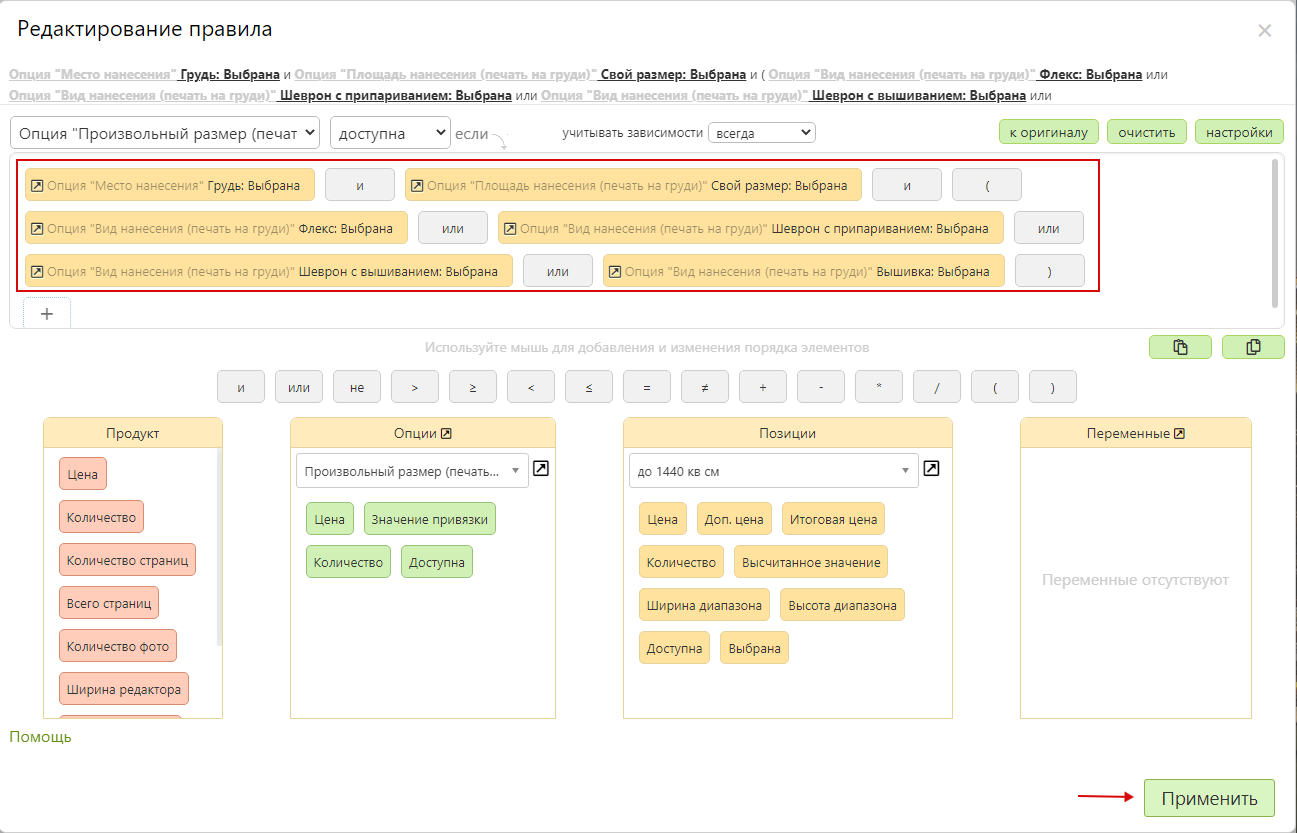 Редактирование правила
Опция "Место нанесения" Грудь: Выбрана и Опция "Площадь нанесения (печать на груди)" Свой размер: Выбрана и ( Опция "Вид нанесения (печать на груди)" Флекс: Выбрана или
Опция "Вид нанесения (печать на груди)" Шеврон с припариванием: Выбрана или Опция "Вид нанесения (печать на груди)" Шеврон с вышиванием: Выбрана или
Опция "Произвольный размер (печат доступна если учитывать зависимости всегда к оригиналу очистить настройки
Опция "Место нанесения" Грудь: Выбрана и Опция "Площадь нанесения (печать на груди)" Свой размер: Выбрана и (
Опция "Вид нанесения (печать на груди)" Флекс: Выбрана или Опция "Вид нанесения (печать на груди)" Шеврон с припариванием: Выбрана или
Опция "Вид нанесения (печать на груди)" Шеврон с вышиванием: Выбрана или Опция "Вид нанесения (печать на груди)" Вышивка: Выбрана )
+
Используйте мышь для добавления и изменения порядка элементов
и или не > ≥ < ≤ = ≠ + - * / ( )
Продукт
Цена
Количество
Количество страниц
Всего страниц
Количество фото
Ширина редактора
Опции
Произвольный размер (печать...
Цена Значение привязки
Количество Доступна
Позиции
до 1440 кв см
Цена Доп. цена Итоговая цена
Количество Высчитанное значение
Ширина диапазона Высота диапазона
Доступна Выбрана
Переменные
Переменные отсутствуют
Помощь
Применить